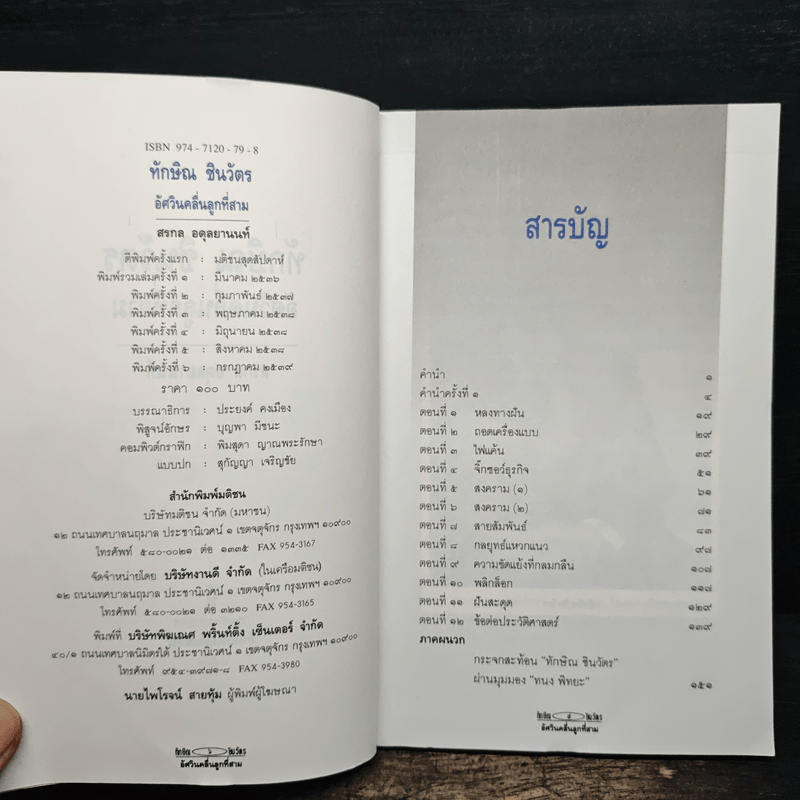 ISBN 974 - 7120 - 79 - 8
ทักษิณ ชินวัตร
อัศวินคลื่นลูกที่สาม
สรกล อดุลยานนท์
ตีพิมพ์ครั้งแรก : มติชนสุดสัปดาห์
พิมพ์รวมเล่มครั้งที่ ๑ : มีนาคม ๒๕๓๖
พิมพ์ครั้งที่ ๒ : กุมภาพันธ์ ๒๕๓๗
พิมพ์ครั้งที่ ๓ : พฤษภาคม ๒๕๓๘
พิมพ์ครั้งที่ ๔ : มิถุนายน ๒๕๓๘
พิมพ์ครั้งที่ ๕ : สิงหาคม ๒๕๓๘
พิมพ์ครั้งที่ ๖ : กรกฎาคม ๒๕๓๙
ราคา ๑๐๐ บาท
บรรณาธิการ : ประยงค์ คงเมือง
พิสูจน์อักษร : บุญพา มีชนะ
คอมพิวต์กราฟิก : พิมสุดา ญาณพระรักษา
แบบปก : สุกัญญา เจริญชัย
สำนักพิมพ์มติชน
บริษัทมติชน จำกัด (มหาชน)
๑๒ ถนนเทศบาลนฤมาล ประชานิเวศน์ ๑ เขตจตุจักร กรุงเทพฯ ๑๐๙๐๐
โทรศัพท์ ๕๘๐-๐๐๒๑ ต่อ ๑๓๓๕ FAX 954-3167
จัดจำหน่ายโดย บริษัทงานดี จำกัด (ในเครือมติชน)
๑๒ ถนนเทศบาลนฤมาล ประชานิเวศน์ ๑ เขตจตุจักร กรุงเทพฯ ๑๐๙๐๐
โทรศัพท์ ๕๘๐-๐๐๒๑ ต่อ ๓๒๑๐ FAX 954-3165
พิมพ์ที่ บริษัทพิฆเณศ พริ้นท์ติ้ง เซ็นเตอร์ จำกัด
๔๐/๑ ถนนเทศบาลนิมิตรใต้ ประชานิเวศน์ ๑ เขตจตุจักร กรุงเทพฯ ๑๐๙๐๐
โทรศัพท์ ๙๕๔-๓๙๘๑-๘ FAX 954-3980
นายไพโรจน์ สายทุ้ม ผู้พิมพ์ผู้โฆษณา
ทักษิณ ๖ ชินวัตร
อัศวินคลื่นลูกที่สาม
สารบัญ
คำนำ ๑
คำนำครั้งที่ ๑ ๔
ตอนที่ ๑ หลงทางฝัน ๑๙
ตอนที่ ๒ ถอดเครื่องแบบ ๒๙
ตอนที่ ๓ ไฟแค้น ๓๙
ตอนที่ ๔ จิ๊กซอว์ธุรกิจ ๕๑
ตอนที่ ๕ สงคราม (๑) ๖๑
ตอนที่ ๖ สงคราม (๒) ๗๑
ตอนที่ ๗ สายสัมพันธ์ ๘๓
ตอนที่ ๘ กลยุทธ์แหวกแนว ๙๘
ตอนที่ ๙ ความขัดแย้งที่กลมกลืน ๑๐๗
ตอนที่ ๑๐ พลิกล็อก ๑๑๗
ตอนที่ ๑๑ ฝันสะดุด ๑๒๙
ตอนที่ ๑๒ ข้อต่อประวัติศาสตร์ ๑๓๙
ภาคผนวก
กระจกสะท้อน "ทักษิณ ชินวัตร"
ผ่านมุมมอง "ทนง พิทยะ" ๑๕๑
ทักษิณ ชินวัตร
อัศวินคลื่นลูกที่สาม